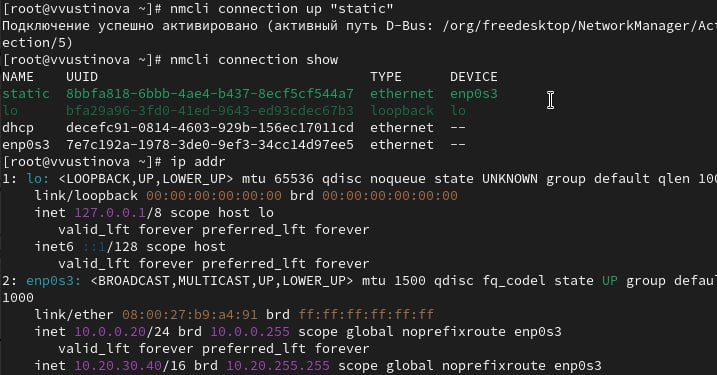 [root@vvustinova ~]# nmcli connection up "static"
Подключение успешно активировано (активный путь D-Bus: /org/freedesktop/NetworkManager/Act
ection/5)
[root@vvustinova ~]# nmcli connection show
NAME    UUID                                  TYPE      DEVICE
static  8bbfa818-6bbb-4ae4-b437-8ecf5cf544a7  ethernet  enp0s3
lo      bfa29a96-3fd0-41ed-9643-ed93cdec67b3  loopback  lo
dhcp    decefc91-0814-4603-929b-156ec17011cd  ethernet  --
enp0s3  7e7c192a-1978-3de0-9ef3-34cc14d97ee5  ethernet  --
[root@vvustinova ~]# ip addr
1: lo: <LOOPBACK,UP,LOWER_UP> mtu 65536 qdisc noqueue state UNKNOWN group default qlen 100
    link/loopback 00:00:00:00:00:00 brd 00:00:00:00:00:00
    inet 127.0.0.1/8 scope host lo
       valid_lft forever preferred_lft forever
    inet6 ::1/128 scope host
       valid_lft forever preferred_lft forever
2: enp0s3: <BROADCAST,MULTICAST,UP,LOWER_UP> mtu 1500 qdisc fq_codel state UP group defau
1000
    link/ether 08:00:27:b9:a4:91 brd ff:ff:ff:ff:ff:ff
    inet 10.0.0.20/24 brd 10.0.0.255 scope global noprefixroute enp0s3
       valid_lft forever preferred_lft forever
    inet 10.20.30.40/16 brd 10.20.255.255 scope global noprefixroute enp0s3